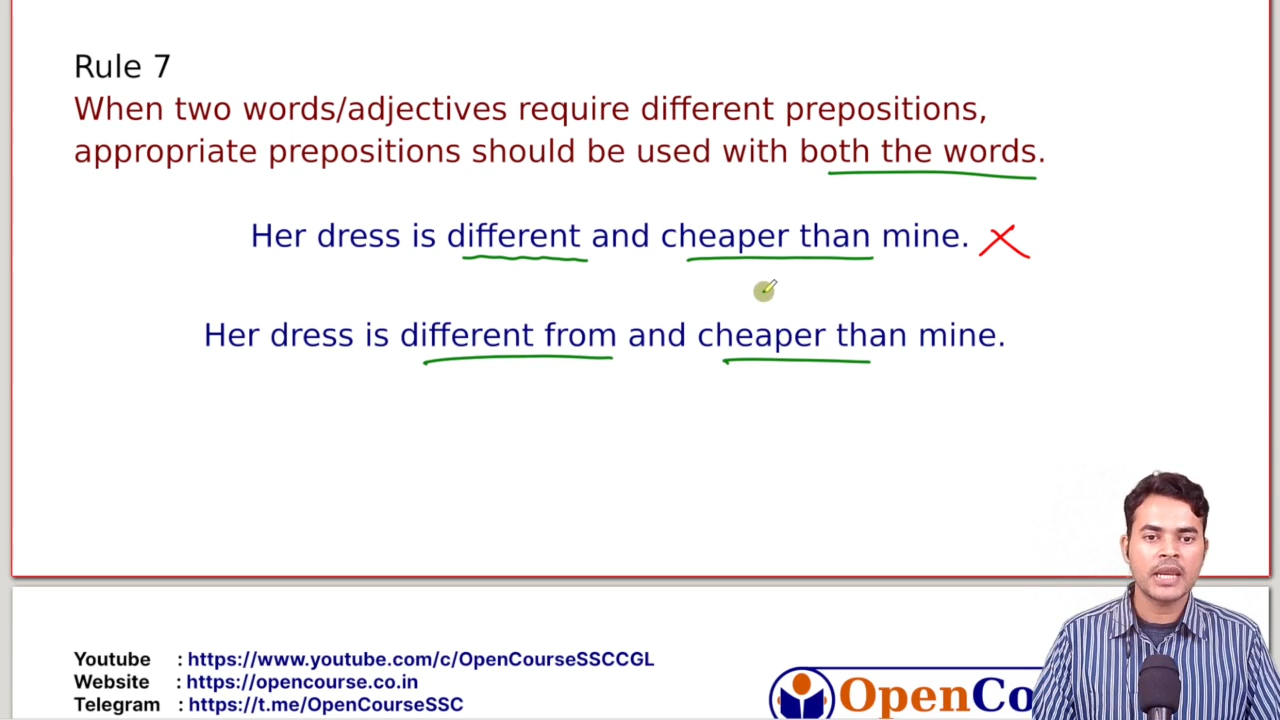 Rule 7
When two words/adjectives require different prepositions,
appropriate prepositions should be used with both the words.
Her dress is different and cheaper than mine.
Her dress is different from and cheaper than mine.
Youtube : https://www.youtube.com/c/OpenCourseSSCCGL
Website : https://opencourse.co.in
Telegram : https://t.me/OpenCourseSSC
OpenCo